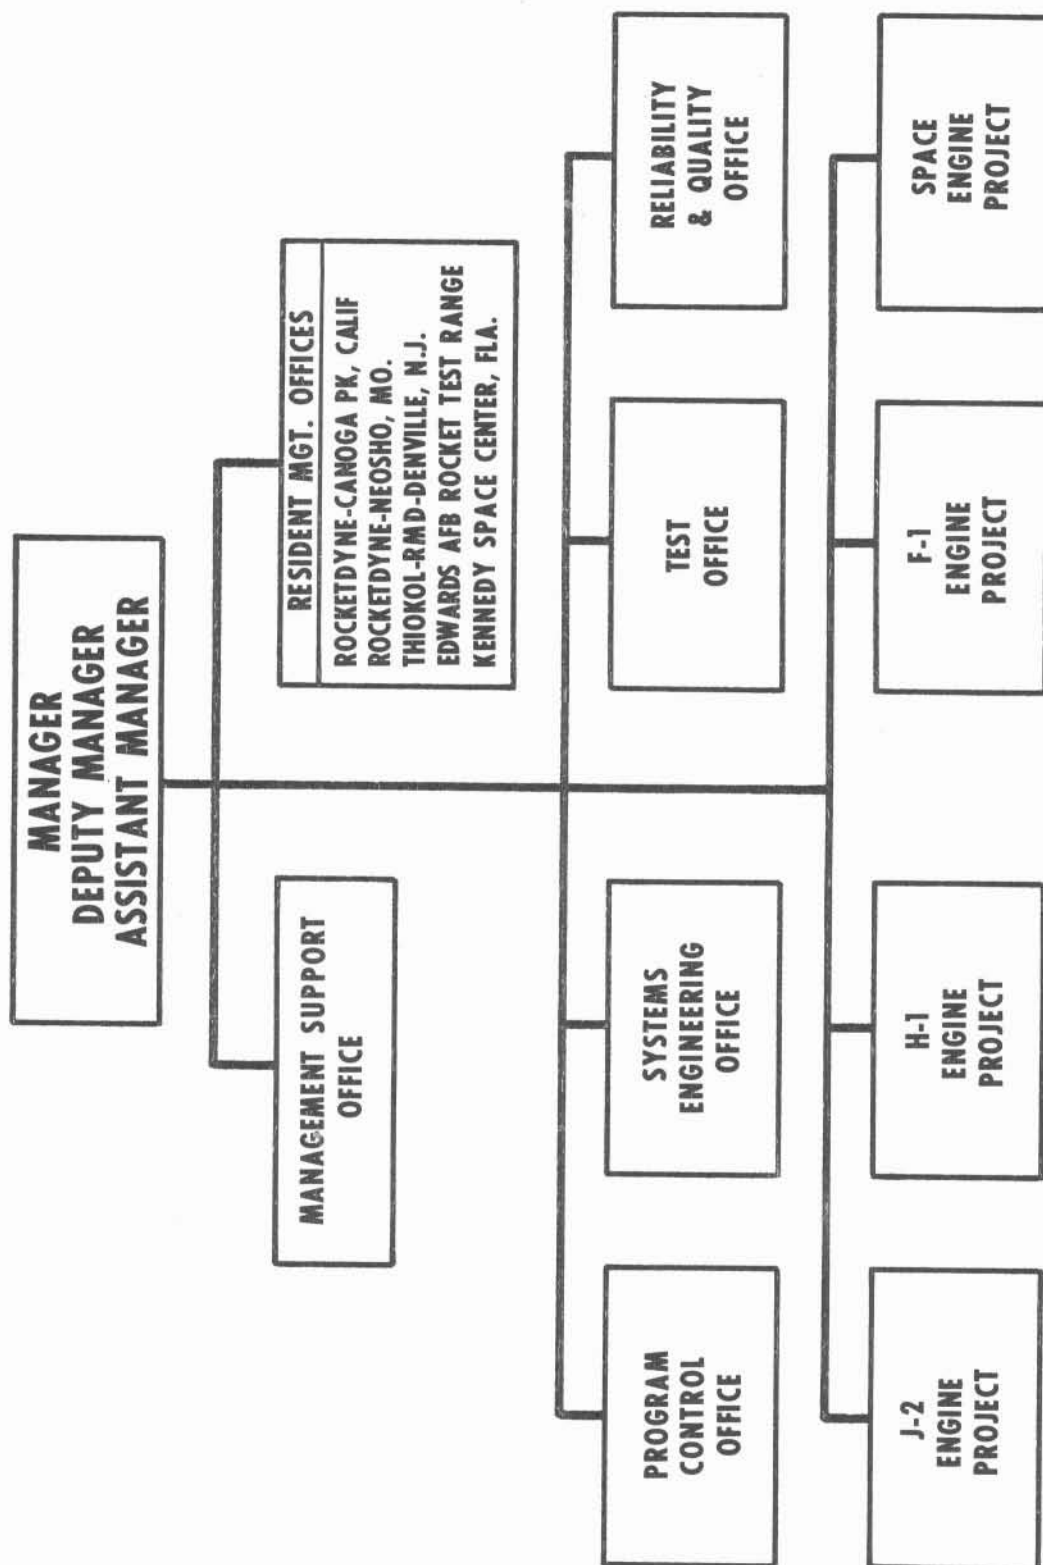 MANAGER
DEPUTY MANAGER
ASSISTANT MANAGER
MANAGEMENT SUPPORT
OFFICE
RESIDENT MGT. OFFICES
ROCKETDYNE-CANOGA PK, CALIF
ROCKETDYNE-NEOSHO, MO.
THIOKOL-RMD-DENVILLE, N.J.
EDWARDS AFB ROCKET TEST RANGE
KENNEDY SPACE CENTER, FLA.
PROGRAM
CONTROL
OFFICE
SYSTEMS
ENGINEERING
OFFICE
TEST
OFFICE
RELIABILITY
& QUALITY
OFFICE
J-2
ENGINE
PROJECT
H-1
ENGINE
PROJECT
F-1
ENGINE
PROJECT
SPACE
ENGINE
PROJECT